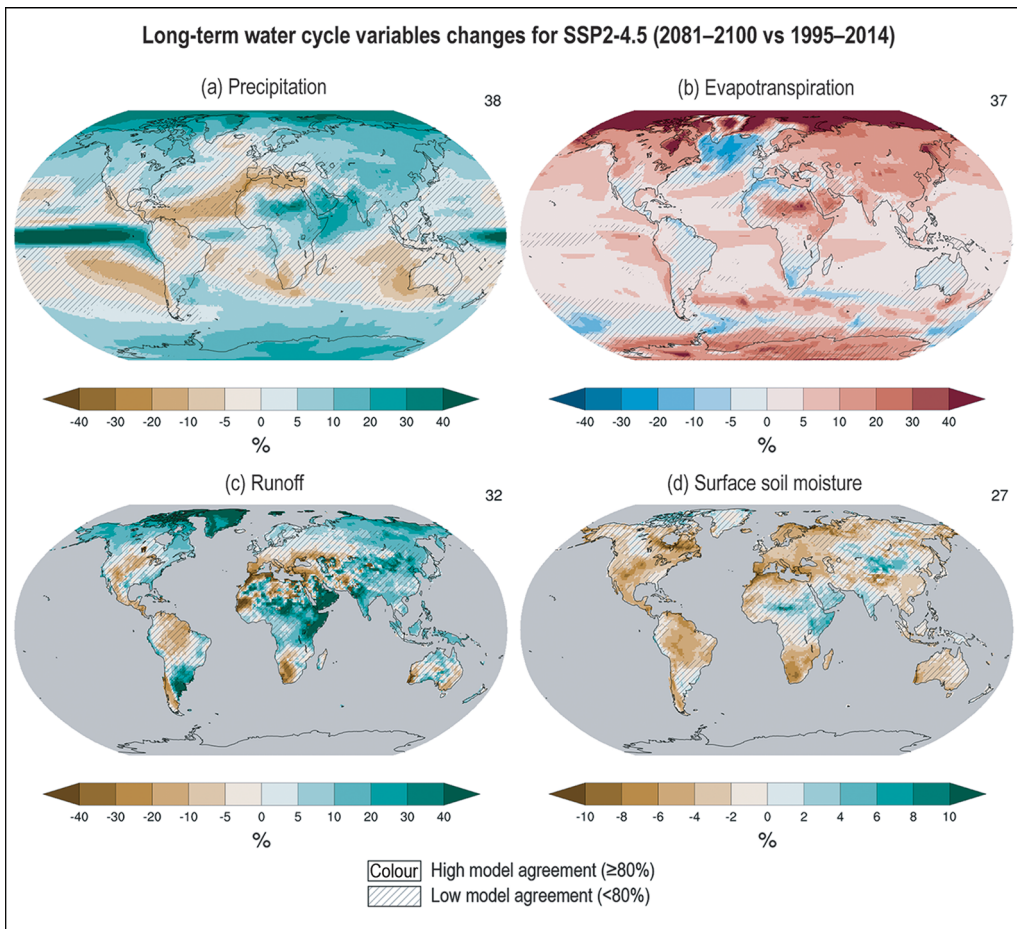 Long-term water cycle variables changes for SSP2-4.5 (2081–2100 vs 1995–2014)
(a) Precipitation
38
(b) Evapotranspiration
37
-40 -30 -20 -10 -5 0 5 10 20 30 40
%
-40 -30 -20 -10 -5 0 5 10 20 30 40
%
(c) Runoff
32
(d) Surface soil moisture
27
-40 -30 -20 -10 -5 0 5 10 20 30 40
%
-10 -8 -6 -4 -2 0 2 4 6 8 10
%
Colour High model agreement (≥80%)
Low model agreement (<80%)